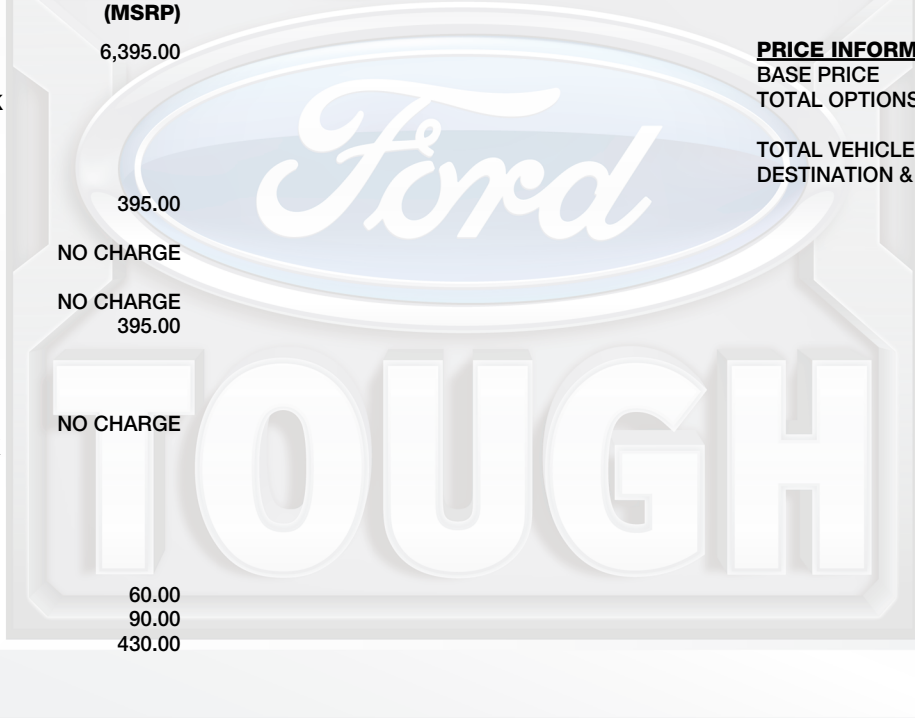 (MSRP)
6,395.00
395.00
NO CHARGE
NO CHARGE
395.00
NO CHARGE
60.00
90.00
430.00
PRICE INFORM
BASE PRICE
TOTAL OPTIONS
TOTAL VEHICLE
DESTINATION &
Ford
TOUGH